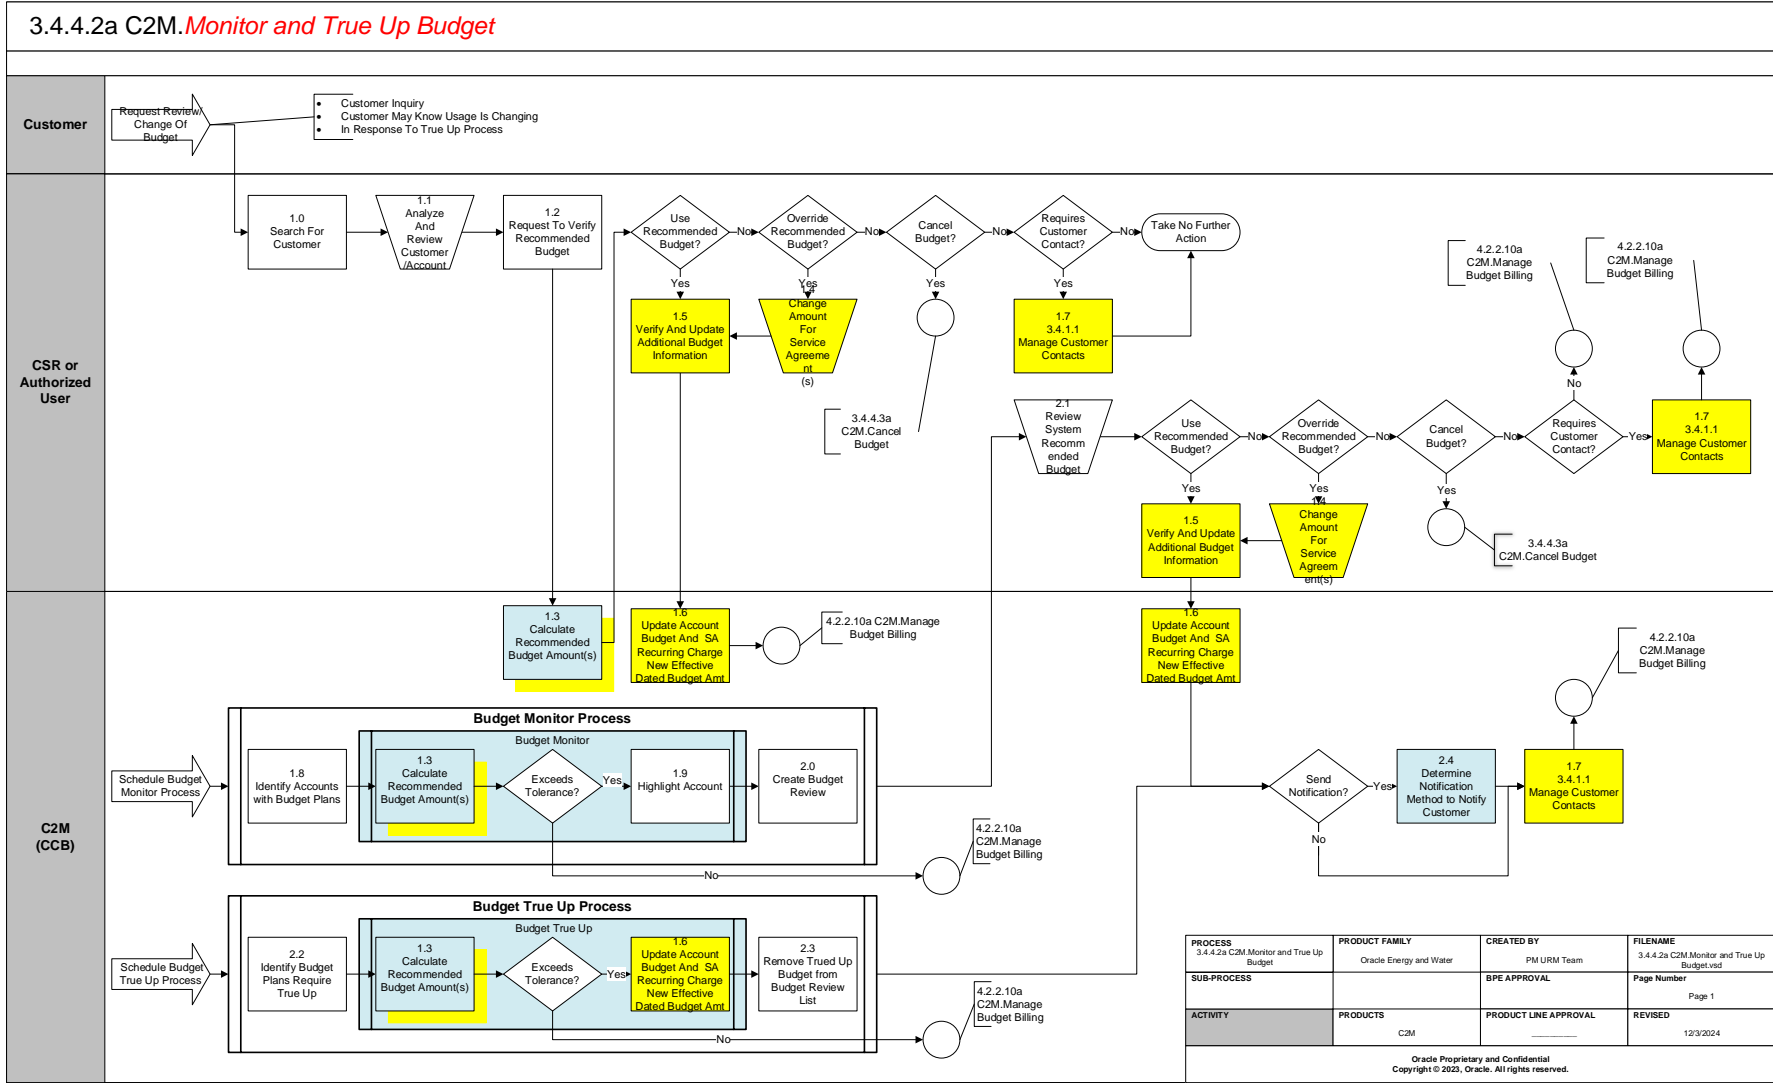 3.4.4.2a C2M.Monitor and True Up Budget
Customer
Request Review/
Change Of
Budget
• Customer Inquiry
• Customer May Know Usage Is Changing
• In Response To True Up Process
CSR or
Authorized
User
1.0
Search For
Customer
1.1
Analyze
And
Review
Customer
/Account
1.2
Request To Verify
Recommended
Budget
Use
Recommended
Budget?
No
Override
Recommended
Budget?
No
Cancel
Budget?
No
Requires
Customer
Contact?
No
Take No Further
Action
Yes
Yes
Yes
Yes
1.5
Verify And Update
Additional Budget
Information
1.4
Change
Amount
For
Service
Agreeme
nt
(s)
1.7
3.4.1.1
Manage Customer
Contacts
3.4.4.3a
C2M.Cancel
Budget
4.2.2.10a
C2M.Manage
Budget Billing
4.2.2.10a
C2M.Manage
Budget Billing
2.1
Review
System
Recomm
ended
Budget
Use
Recommended
Budget?
No
Override
Recommended
Budget?
No
Cancel
Budget?
No
Requires
Customer
Contact?
No
Yes
1.7
3.4.1.1
Manage Customer
Contacts
Yes
Yes
Yes
1.5
Verify And Update
Additional Budget
Information
1.4
Change
Amount
For
Service
Agreem
ent(s)
3.4.4.3a
C2M.Cancel Budget
C2M
(CCB)
1.3
Calculate
Recommended
Budget Amount(s)
1.6
Update Account
Budget And SA
Recurring Charge
New Effective
Dated Budget Amt
4.2.2.10a C2M.Manage
Budget Billing
1.6
Update Account
Budget And SA
Recurring Charge
New Effective
Dated Budget Amt
4.2.2.10a
C2M.Manage
Budget Billing
Budget Monitor Process
Budget Monitor
Schedule Budget
Monitor Process
1.8
Identify Accounts
with Budget Plans
1.3
Calculate
Recommended
Budget Amount(s)
Exceeds
Tolerance?
Yes
1.9
Highlight Account
2.0
Create Budget
Review
No
4.2.2.10a
C2M.Manage
Budget Billing
Send
Notification?
Yes
No
2.4
Determine
Notification
Method to Notify
Customer
1.7
3.4.1.1
Manage Customer
Contacts
Budget True Up Process
Budget True Up
Schedule Budget
True Up Process
2.2
Identify Budget
Plans Require
True Up
1.3
Calculate
Recommended
Budget Amount(s)
Exceeds
Tolerance?
Yes
1.6
Update Account
Budget And SA
Recurring Charge
New Effective
Dated Budget Amt
2.3
Remove Trued Up
Budget from
Budget Review
List
No
4.2.2.10a
C2M.Manage
Budget Billing
PROCESS
3.4.4.2a C2M.Monitor and True Up
Budget
PRODUCT FAMILY
Oracle Energy and Water
CREATED BY
PM URM Team
FILENAME
3.4.4.2a C2M.Monitor and True Up
Budget.vsd
SUB-PROCESS
BPE APPROVAL
Page Number
Page 1
ACTIVITY
PRODUCTS
C2M
PRODUCT LINE APPROVAL
REVISED
12/3/2024
Oracle Proprietary and Confidential
Copyright © 2023, Oracle. All rights reserved.